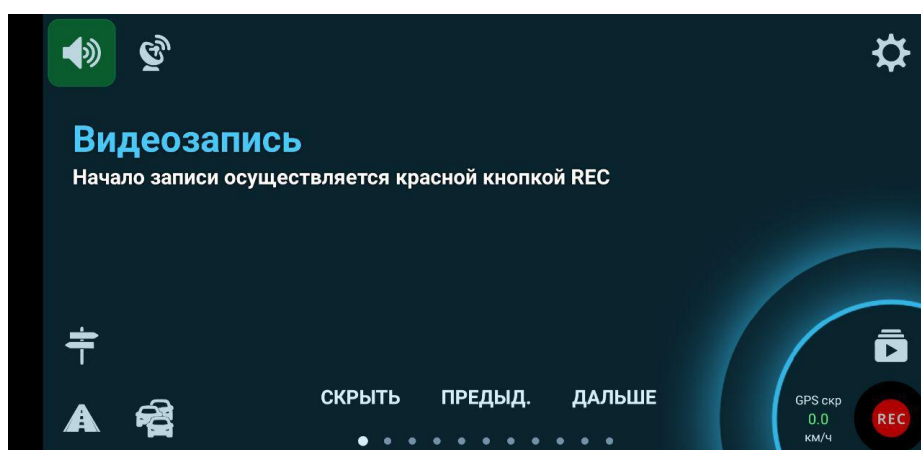 Видеозапись
Начало записи осуществляется красной кнопкой REC
СКРЫТЬ ПРЕДЫД. ДАЛЬШЕ
GPS скр
0.0
км/ч
REC